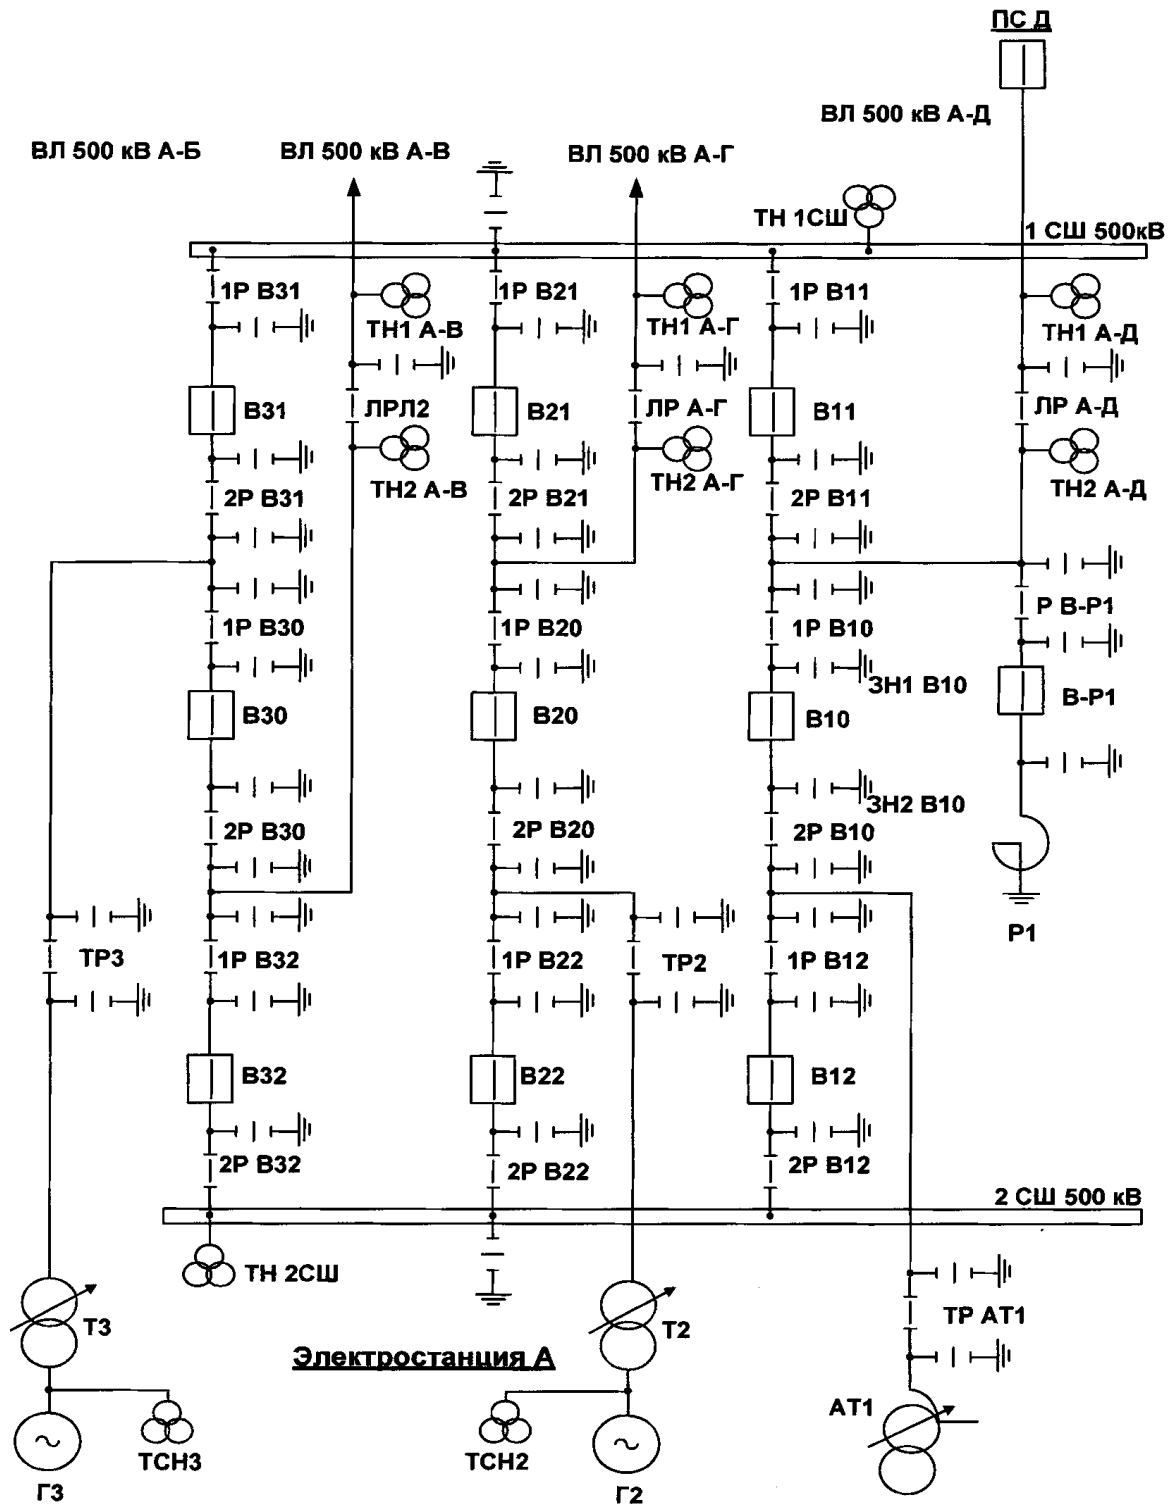 ПС Д
ВЛ 500 кВ А-Д
ВЛ 500 кВ А-Б
ВЛ 500 кВ А-В
ВЛ 500 кВ А-Г
ТН 1СШ
1 СШ 500кВ
1Р В31
1Р В21
1Р В11
ТН1 А-В
ТН1 А-Г
ТН1 А-Д
В31
ЛРЛ2
В21
ЛР А-Г
В11
ЛР А-Д
2Р В31
ТН2 А-В
2Р В21
ТН2 А-Г
2Р В11
ТН2 А-Д
1Р В30
1Р В20
1Р В10
Р В-Р1
ЗН1 В10
В30
В20
В10
В-Р1
ЗН2 В10
2Р В30
2Р В20
2Р В10
Р1
ТР3
1Р В32
1Р В22
ТР2
1Р В12
В32
В22
В12
2Р В32
2Р В22
2Р В12
2 СШ 500 кВ
ТН 2СШ
Т3
Т2
ТР АТ1
Электростанция А
АТ1
~
~
ТСН3
ТСН2
Г3
Г2